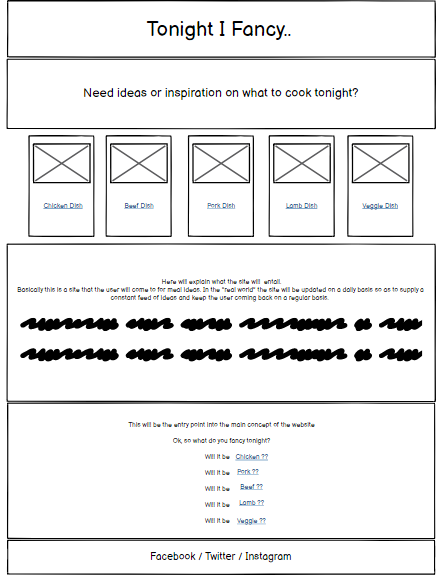 Tonight I Fancy..
Need ideas or inspiration on what to cook tonight?
Chicken Dish
Beef Dish
Pork Dish
Lamb Dish
Veggie Dish
Here will explain what the site will entail.
Basically this is a site that the user will come to for meal ideas. In the "real world" the site will be updated on a daily basis so as to supply a
constant feed of ideas and keep the user coming back on a regular basis.
This will be the entry point into the main concept of the website
Ok, so what do you fancy tonight?
Will it be Chicken ??
Will it be Pork ??
Will it be Beef ??
Will it be Lamb ??
Will it be Veggie ??
Facebook / Twitter / Instagram